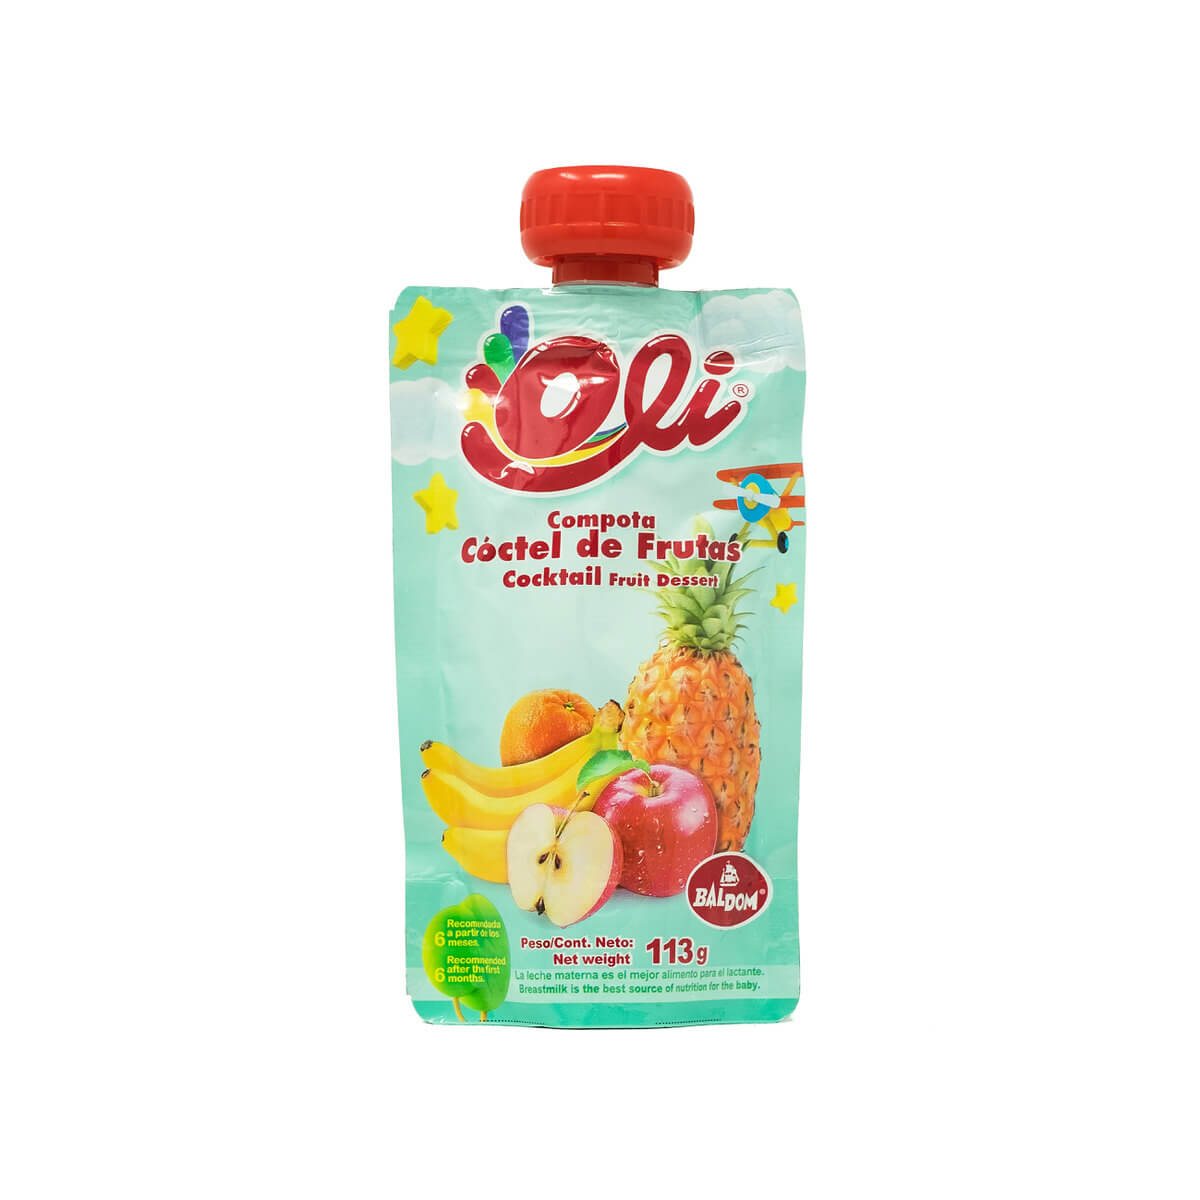 Oli®
Compota
Cóctel de Frutas
Cocktail Fruit Dessert
BALDOM®
Recomendada
a partir de los
6 meses.
Recommended
after the first
6 months.
Peso/Cont. Neto: 113g
Net weight
La leche materna es el mejor alimento para el lactante.
Breastmilk is the best source of nutrition for the baby.